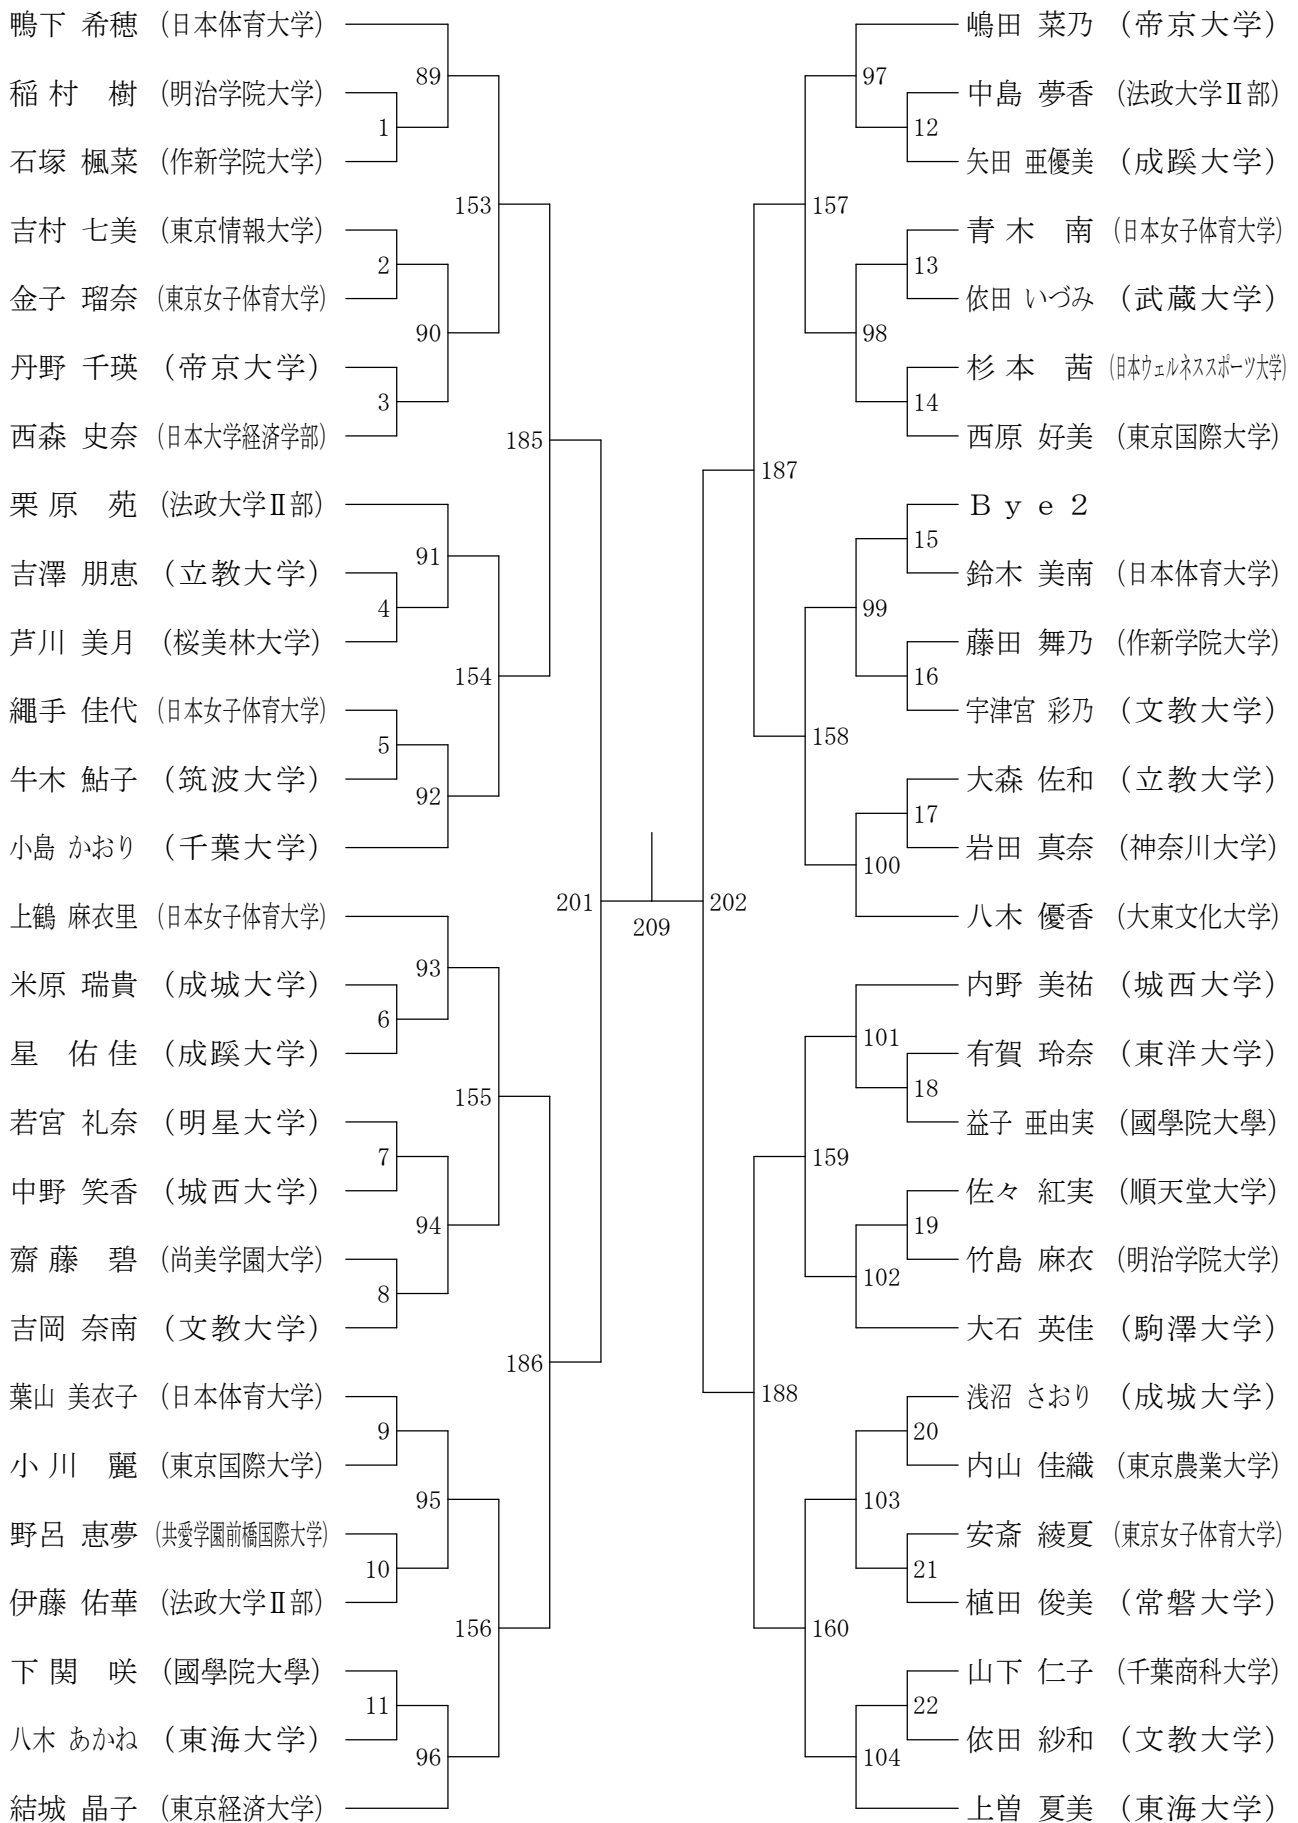 鴨下 希穂 (日本体育大学)
89
稲村 樹 (明治学院大学)
1
石塚 楓菜 (作新学院大学)
153
吉村 七美 (東京情報大学)
2
金子 瑠奈 (東京女子体育大学)
90
丹野 千瑛 (帝京大学)
3
西森 史奈 (日本大学経済学部)
185
栗原 苑 (法政大学Ⅱ部)
91
吉澤 朋恵 (立教大学)
4
芦川 美月 (桜美林大学)
154
繩手 佳代 (日本女子体育大学)
5
牛木 鮎子 (筑波大学)
92
小島 かおり (千葉大学)
201
上鶴 麻衣里 (日本女子体育大学)
93
米原 瑞貴 (成城大学)
6
星 佑佳 (成蹊大学)
155
若宮 礼奈 (明星大学)
7
中野 笑香 (城西大学)
94
齋藤 碧 (尚美学園大学)
8
吉岡 奈南 (文教大学)
186
葉山 美衣子 (日本体育大学)
9
小川 麗 (東京国際大学)
95
野呂 恵夢 (共愛学園前橋国際大学)
10
伊藤 佑華 (法政大学Ⅱ部)
156
下関 咲 (國學院大學)
11
八木 あかね (東海大学)
96
結城 晶子 (東京経済大学)
209
嶋田 菜乃 (帝京大学)
97
中島 夢香 (法政大学Ⅱ部)
12
矢田 亜優美 (成蹊大学)
157
青木 南 (日本女子体育大学)
13
依田 いづみ (武蔵大学)
98
杉本 茜 (日本ウェルネススポーツ大学)
14
西原 好美 (東京国際大学)
187
Bye2
15
鈴木 美南 (日本体育大学)
99
藤田 舞乃 (作新学院大学)
16
宇津宮 彩乃 (文教大学)
158
大森 佐和 (立教大学)
17
岩田 真奈 (神奈川大学)
100
八木 優香 (大東文化大学)
202
内野 美祐 (城西大学)
101
有賀 玲奈 (東洋大学)
18
益子 亜由実 (國學院大學)
159
佐々 紅実 (順天堂大学)
19
竹島 麻衣 (明治学院大学)
102
大石 英佳 (駒澤大学)
188
浅沼 さおり (成城大学)
20
内山 佳織 (東京農業大学)
103
安斎 綾夏 (東京女子体育大学)
21
植田 俊美 (常磐大学)
160
山下 仁子 (千葉商科大学)
22
依田 紗和 (文教大学)
104
上曽 夏美 (東海大学)